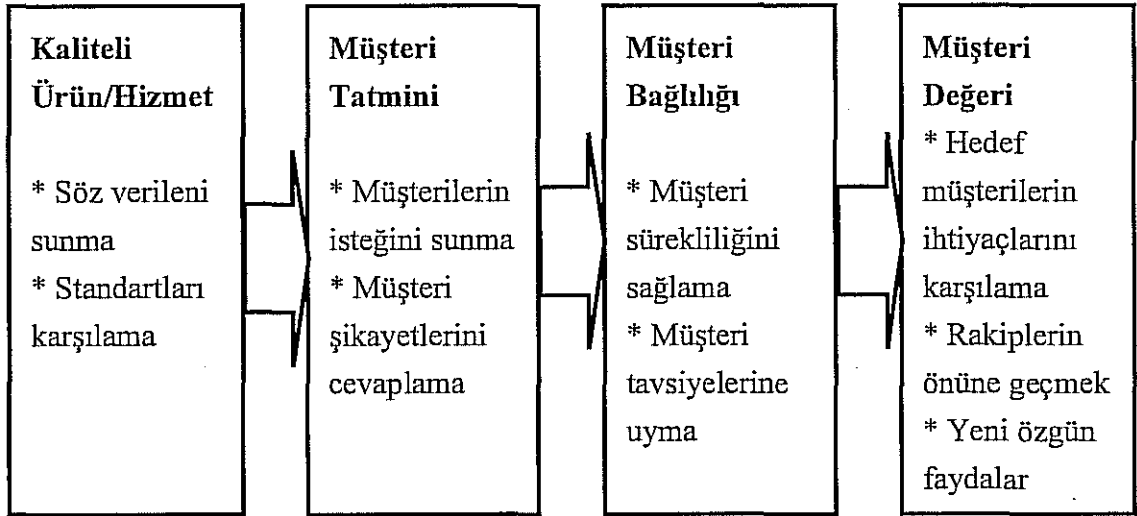 Kaliteli
Ürün/Hizmet
* Söz verileni
sunma
* Standartları
karşılama
Müşteri
Tatmini
* Müşterilerin
isteğini sunma
* Müşteri
şikayetlerini
cevaplama
Müşteri
Bağlılığı
* Müşteri
sürekliliğini
sağlama
* Müşteri
tavsiyelerine
uyma
Müşteri
Değeri
* Hedef
müşterilerin
ihtiyaçlarını
karşılama
* Rakiplerin
önüne geçmek
* Yeni özgün
faydalar